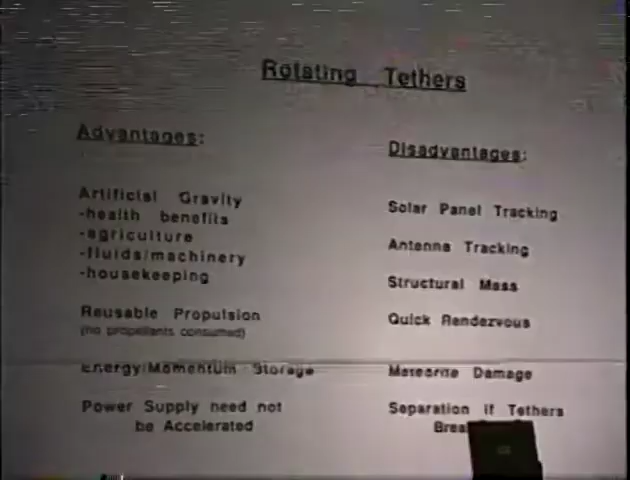 Rotating Tethers
Advantages:
Artificial Gravity
-health benefits
-agriculture
-fluids/machinery
-housekeeping
Reusable Propulsion
(no propellants consumed)
Energy/Momentum Storage
Power Supply need not
be Accelerated
Disadvantages:
Solar Panel Tracking
Antenna Tracking
Structural Mass
Quick Rendezvous
Meteorite Damage
Separation if Tethers